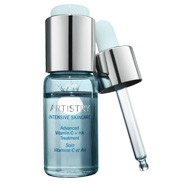 ARTISTRY
INTENSIVE SKINCARE
Advanced
Vitamin C + HA
Treatment
Soin
Vitamine C et AH